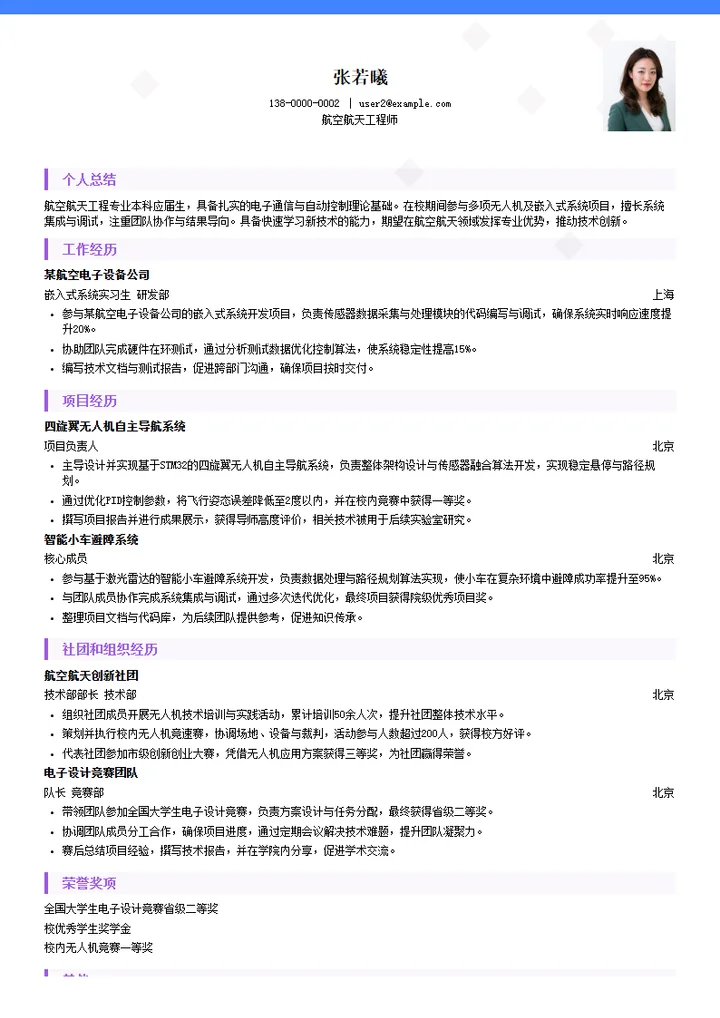 张若曦
138-0000-0002 | user2@example.com
航空航天工程师
个人总结
航空航天工程专业本科应届生，具备扎实的电子通信与自动控制理论基础。在校期间参与多项无人机及嵌入式系统项目，擅长系统
集成与调试，注重团队协作与结果导向。具备快速学习新技术的能力，期望在航空航天领域发挥专业优势，推动技术创新。
工作经历
某航空电子设备公司
嵌入式系统实习生 研发部 上海
• 参与某航空电子设备公司的嵌入式系统开发项目，负责传感器数据采集与处理模块的代码编写与调试，确保系统实时响应速度提
升20%。
• 协助团队完成硬件在环测试，通过分析测试数据优化控制算法，使系统稳定性提高15%。
• 编写技术文档与测试报告，促进跨部门沟通，确保项目按时交付。
项目经历
四旋翼无人机自主导航系统
项目负责人 北京
• 主导设计并实现基于STM32的四旋翼无人机自主导航系统，负责整体架构设计与传感器融合算法开发，实现稳定悬停与路径规
划。
• 通过优化PID控制参数，将飞行姿态误差降低至2度以内，并在校内竞赛中获得一等奖。
• 撰写项目报告并进行成果展示，获得导师高度评价，相关技术被用于后续实验室研究。
智能小车避障系统
核心成员 北京
• 参与基于激光雷达的智能小车避障系统开发，负责数据处理与路径规划算法实现，使小车在复杂环境中避障成功率提升至95%。
• 与团队成员协作完成系统集成与调试，通过多次迭代优化，最终项目获得院级优秀项目奖。
• 整理项目文档与代码库，为后续团队提供参考，促进知识传承。
社团和组织经历
航空航天创新社团
技术部部长 技术部 北京
• 组织社团成员开展无人机技术培训与实践活动，累计培训50余人次，提升社团整体技术水平。
• 策划并执行校内无人机竞速赛，协调场地、设备与裁判，活动参与人数超过200人，获得校方好评。
• 代表社团参加市级创新创业大赛，凭借无人机应用方案获得三等奖，为社团赢得荣誉。
电子设计竞赛团队
队长 竞赛部 北京
• 带领团队参加全国大学生电子设计竞赛，负责方案设计与任务分配，最终获得省级二等奖。
• 协调团队成员分工合作，确保项目进度，通过定期会议解决技术难题，提升团队凝聚力。
• 赛后总结项目经验，撰写技术报告，并在学院内分享，促进学术交流。
荣誉奖项
全国大学生电子设计竞赛省级二等奖
校优秀学生奖学金
校内无人机竞赛一等奖